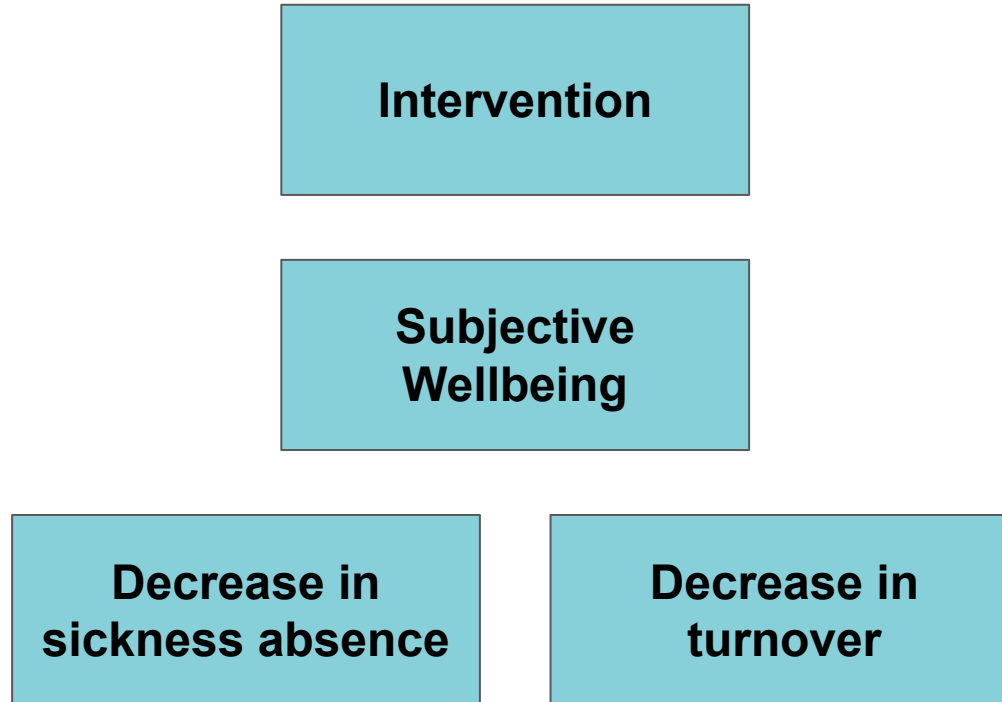 Intervention
Subjective
Wellbeing
Decrease in
sickness absence
Decrease in
turnover